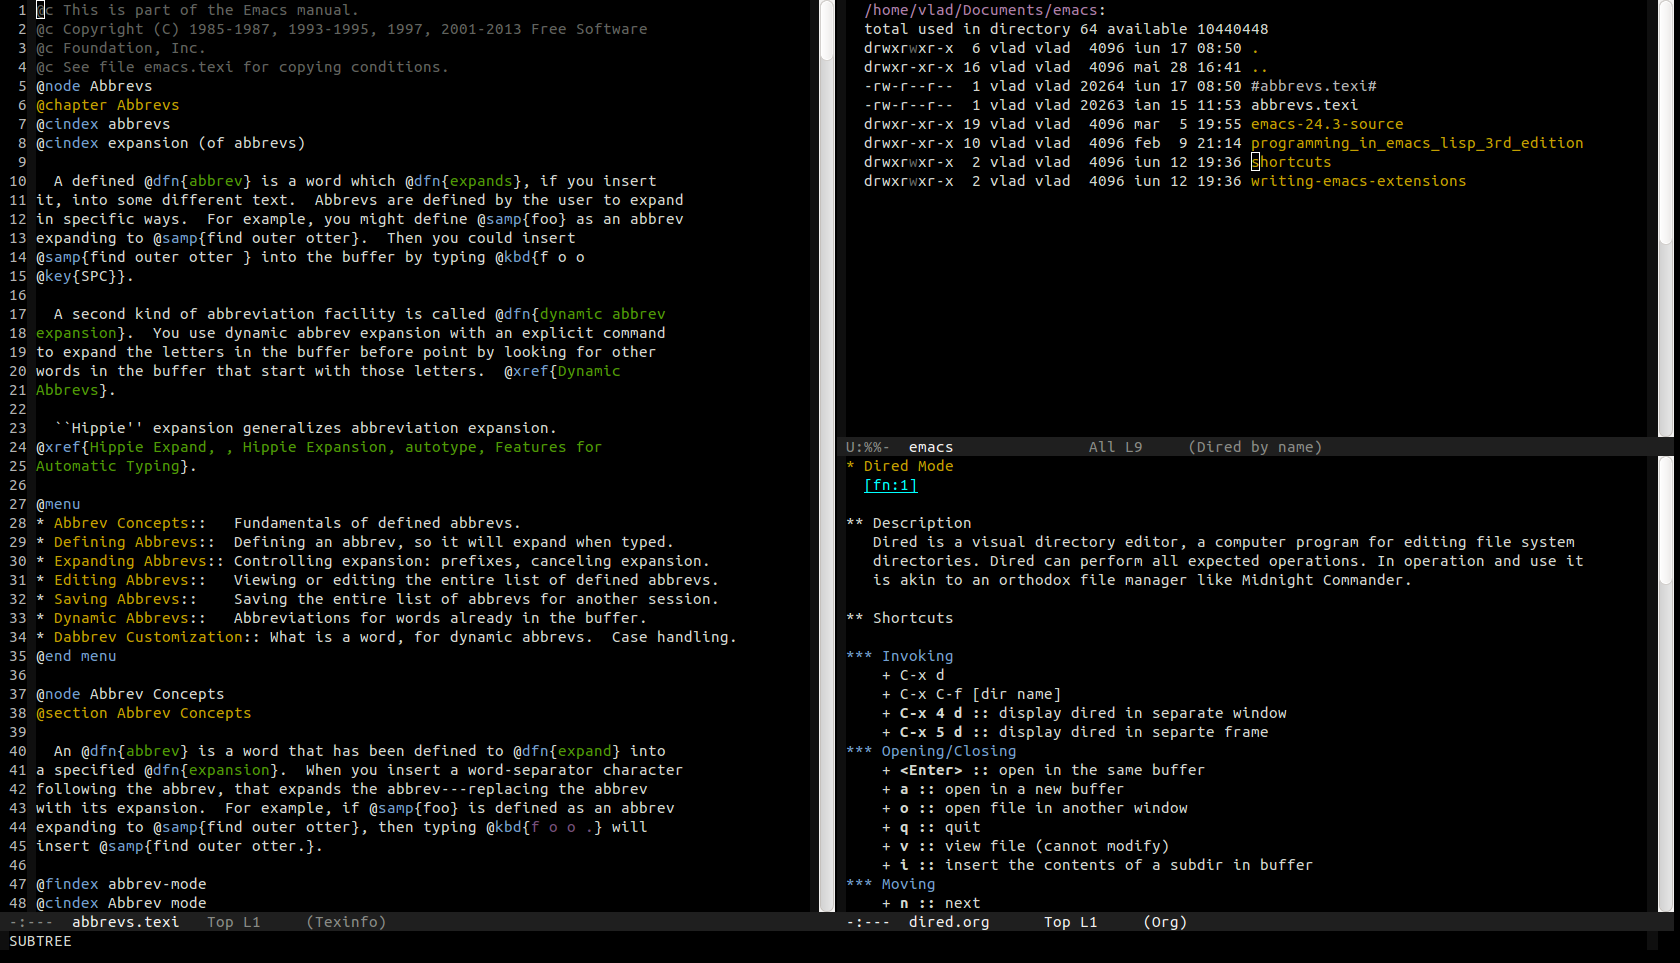 1 @c This is part of the Emacs manual.
2 @c Copyright (C) 1985-1987, 1993-1995, 1997, 2001-2013 Free Software
3 @c Foundation, Inc.
4 @c See file emacs.texi for copying conditions.
5 @node Abbrevs
6 @chapter Abbrevs
7 @cindex abbrevs
8 @cindex expansion (of abbrevs)
9
10   A defined @dfn{abbrev} is a word which @dfn{expands}, if you insert
11 it, into some different text.  Abbrevs are defined by the user to expand
12 in specific ways.  For example, you might define @samp{foo} as an abbrev
13 expanding to @samp{find outer otter}.  Then you could insert
14 @samp{find outer otter } into the buffer by typing @kbd{f o o
15 @key{SPC}}.
16
17   A second kind of abbreviation facility is called @dfn{dynamic abbrev
18 expansion}.  You use dynamic abbrev expansion with an explicit command
19 to expand the letters in the buffer before point by looking for other
20 words in the buffer that start with those letters.  @xref{Dynamic
21 Abbrevs}.
22
23   ``Hippie'' expansion generalizes abbreviation expansion.
24 @xref{Hippie Expand, , Hippie Expansion, autotype, Features for
25 Automatic Typing}.
26
27 @menu
28 * Abbrev Concepts::   Fundamentals of defined abbrevs.
29 * Defining Abbrevs::  Defining an abbrev, so it will expand when typed.
30 * Expanding Abbrevs:: Controlling expansion: prefixes, canceling expansion.
31 * Editing Abbrevs::   Viewing or editing the entire list of defined abbrevs.
32 * Saving Abbrevs::    Saving the entire list of abbrevs for another session.
33 * Dynamic Abbrevs::   Abbreviations for words already in the buffer.
34 * Dabbrev Customization:: What is a word, for dynamic abbrevs.  Case handling.
35 @end menu
36
37 @node Abbrev Concepts
38 @section Abbrev Concepts
39
40   An @dfn{abbrev} is a word that has been defined to @dfn{expand} into
41 a specified @dfn{expansion}.  When you insert a word-separator character
42 following the abbrev, that expands the abbrev---replacing the abbrev
43 with its expansion.  For example, if @samp{foo} is defined as an abbrev
44 expanding to @samp{find outer otter}, then typing @kbd{f o o .} will
45 insert @samp{find outer otter.}.
46
47 @findex abbrev-mode
48 @cindex Abbrev mode
-:---  abbrevs.texi   Top L1     (Texinfo)
/home/vlad/Documents/emacs:
total used in directory 64 available 10440448
drwxrwxr-x  6 vlad vlad  4096 iun 17 08:50 .
drwxr-xr-x 16 vlad vlad  4096 mai 28 16:41 ..
-rw-r--r--  1 vlad vlad 20264 iun 17 08:50 #abbrevs.texi#
-rw-r--r--  1 vlad vlad 20263 ian 15 11:53 abbrevs.texi
drwxr-xr-x 19 vlad vlad  4096 mar  5 19:55 emacs-24.3-source
drwxr-xr-x 10 vlad vlad  4096 feb  9 21:14 programming_in_emacs_lisp_3rd_edition
drwxrwxr-x  2 vlad vlad  4096 iun 12 19:36 shortcuts
drwxrwxr-x  2 vlad vlad  4096 iun 12 19:36 writing-emacs-extensions
U:%%-  emacs               All L9     (Dired by name)
* Dired Mode
[fn:1]
** Description
Dired is a visual directory editor, a computer program for editing file system
directories. Dired can perform all expected operations. In operation and use it
is akin to an orthodox file manager like Midnight Commander.
** Shortcuts
*** Invoking
+ C-x d
+ C-x C-f [dir name]
+ C-x 4 d :: display dired in separate window
+ C-x 5 d :: display dired in separte frame
*** Opening/Closing
+ <Enter> :: open in the same buffer
+ a :: open in a new buffer
+ o :: open file in another window
+ q :: quit
+ v :: view file (cannot modify)
+ i :: insert the contents of a subdir in buffer
*** Moving
+ n :: next
-:---  dired.org      Top L1     (Org)
SUBTREE